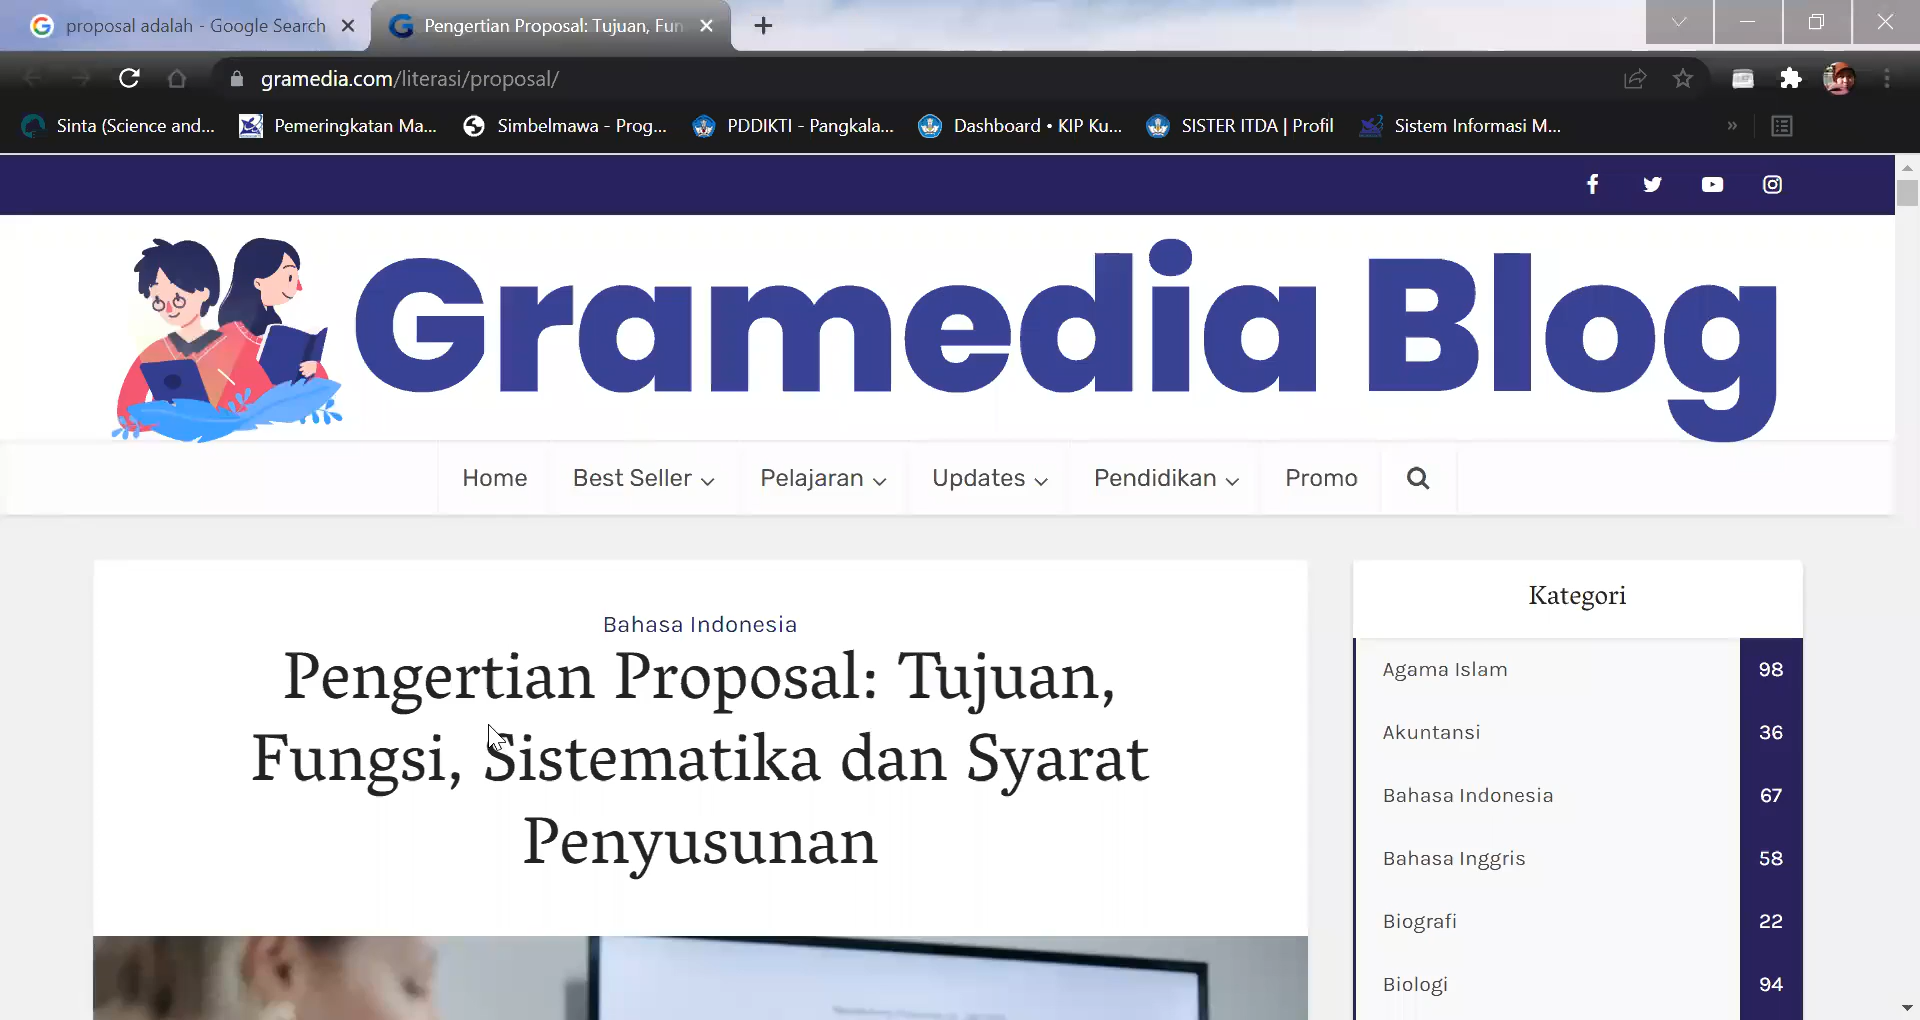 proposal adalah - Google Search
Pengertian Proposal: Tujuan, Fun
gramedia.com/literasi/proposal/
Sinta (Science and...
Pemeringkatan Ma...
Simbelmawa - Prog...
PDDIKTI - Pangkala...
Dashboard • KIP Ku...
SISTER ITDA | Profil
Sistem Informasi M...
»
Gramedia Blog
Home
Best Seller
Pelajaran
Updates
Pendidikan
Promo
Bahasa Indonesia
Pengertian Proposal: Tujuan,
Fungsi, Sistematika dan Syarat
Penyusunan
Kategori
Agama Islam 98
Akuntansi 36
Bahasa Indonesia 67
Bahasa Inggris 58
Biografi 22
Biologi 94